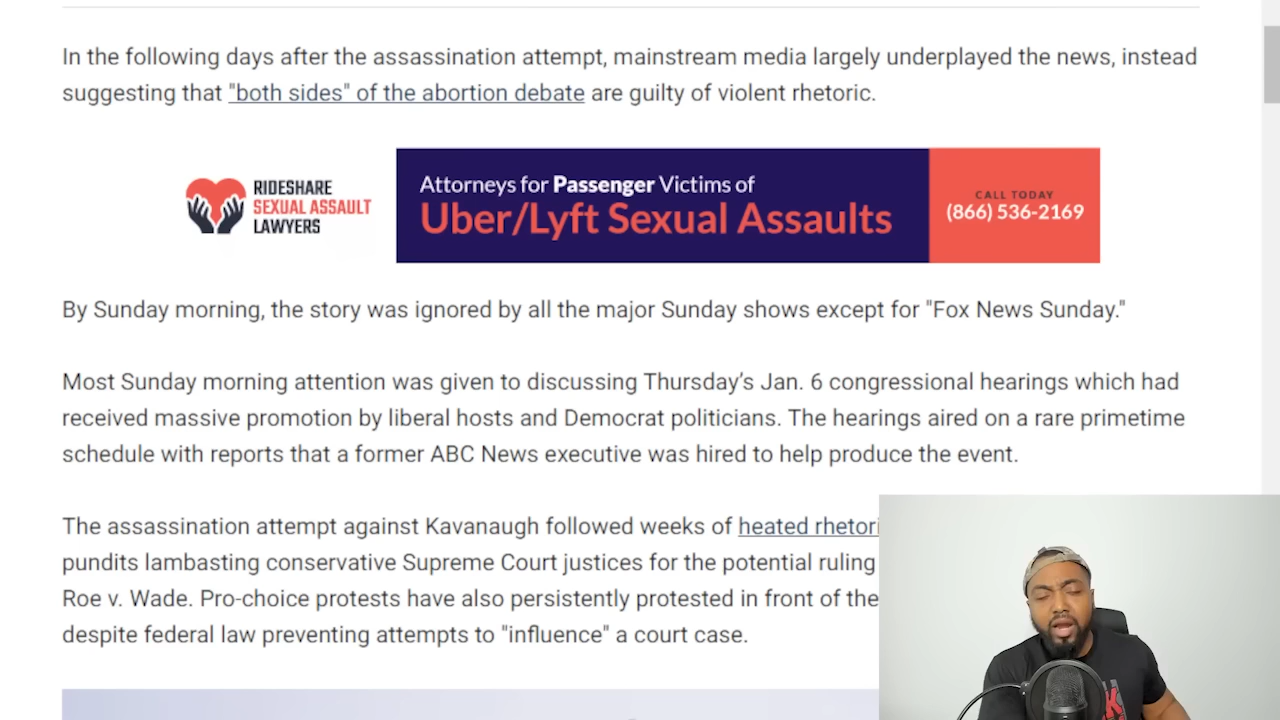 In the following days after the assassination attempt, mainstream media largely underplayed the news, instead
suggesting that "both sides" of the abortion debate are guilty of violent rhetoric.
RIDESHARE
SEXUAL ASSAULT
LAWYERS
Attorneys for Passenger Victims of
Uber/Lyft Sexual Assaults
CALL TODAY
(866) 536-2169
By Sunday morning, the story was ignored by all the major Sunday shows except for "Fox News Sunday."
Most Sunday morning attention was given to discussing Thursday's Jan. 6 congressional hearings which had
received massive promotion by liberal hosts and Democrat politicians. The hearings aired on a rare primetime
schedule with reports that a former ABC News executive was hired to help produce the event.
The assassination attempt against Kavanaugh followed weeks of heated rhetori
pundits lambasting conservative Supreme Court justices for the potential ruling
Roe v. Wade. Pro-choice protests have also persistently protested in front of the
despite federal law preventing attempts to "influence" a court case.